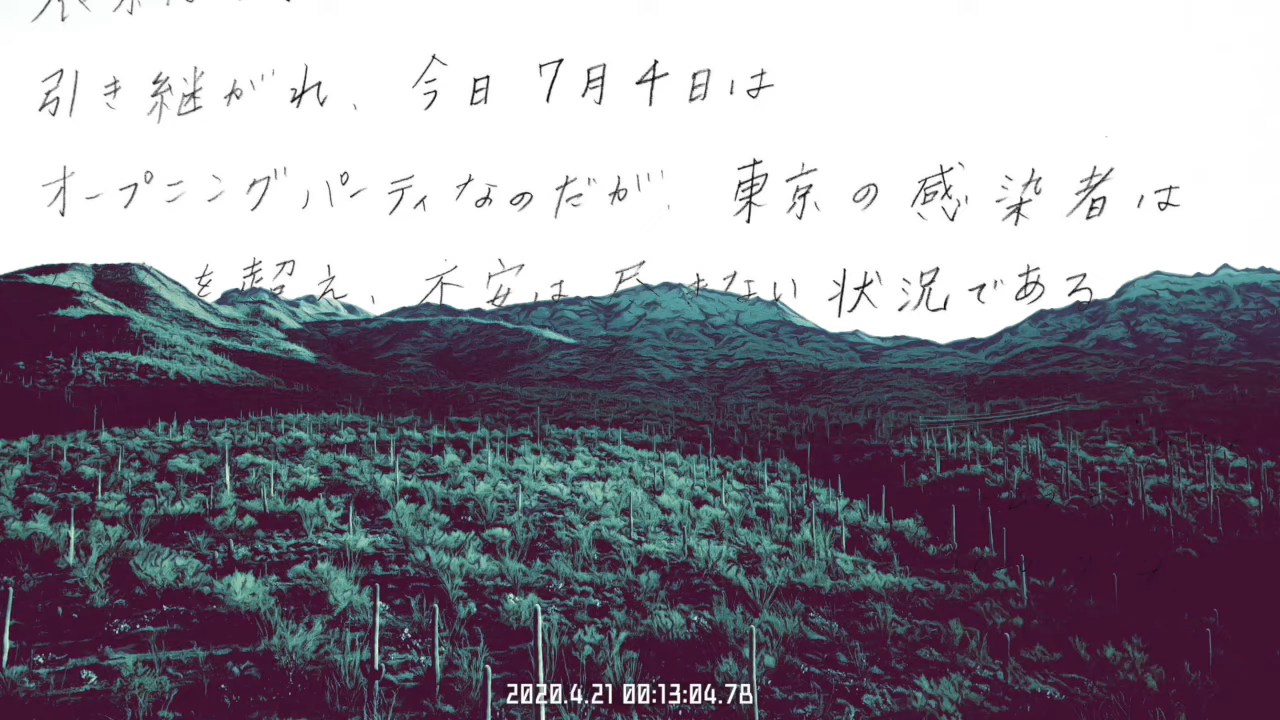 引き継がれ、今日7月4日は
オープニングパーティなのだが、東京の感染者は
を超え、不安は尽きない状況である
2020.4.21 00:13:04.78